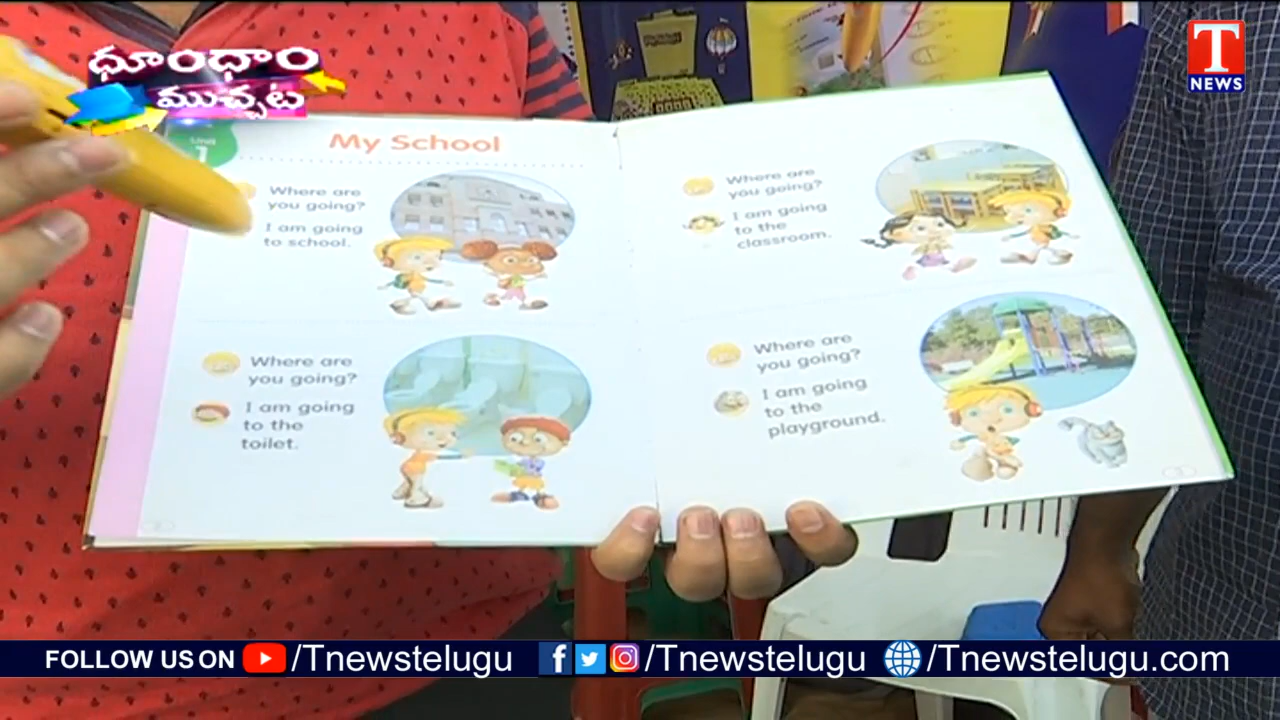 ధూంధాం
ముచ్చట
T
NEWS
Unit
1
My School
Where are
you going?
I am going
to school.
Where are
you going?
I am going
to the
toilet.
Where are
you going?
I am going
to the
classroom.
Where are
you going?
I am going
to the
playground.
FOLLOW US ON /Tnewstelugu /Tnewstelugu /Tnewstelugu.com